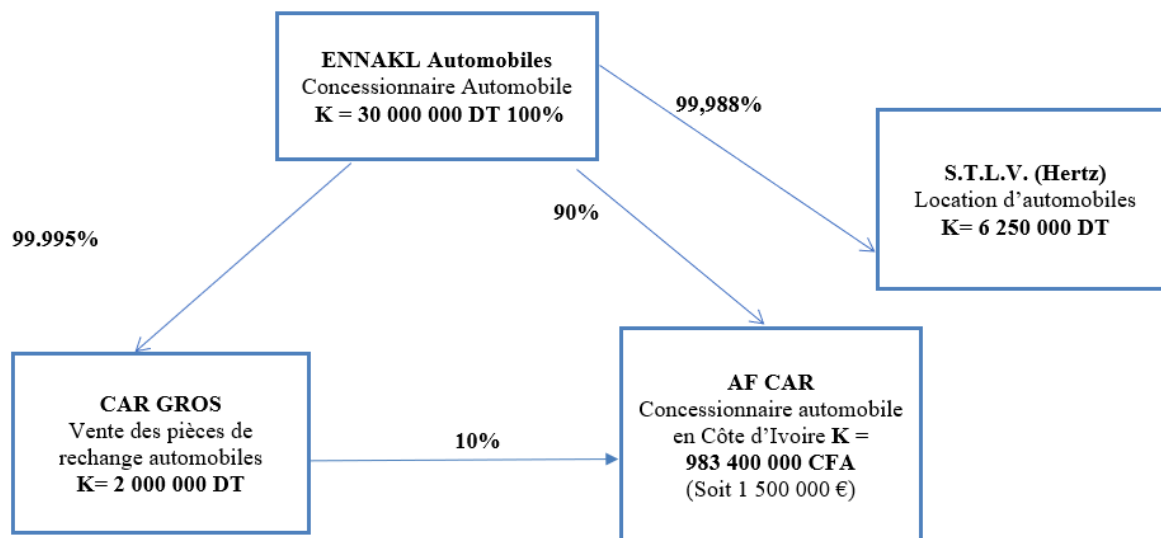 ENNAKL Automobiles
Concessionnaire Automobile
K = 30 000 000 DT 100%
99,988%
S.T.L.V. (Hertz)
Location d’automobiles
K= 6 250 000 DT
90%
99.995%
CAR GROS
Vente des pièces de
rechange automobiles
K= 2 000 000 DT
10%
AF CAR
Concessionnaire automobile
en Côte d’Ivoire K =
983 400 000 CFA
(Soit 1 500 000 €)